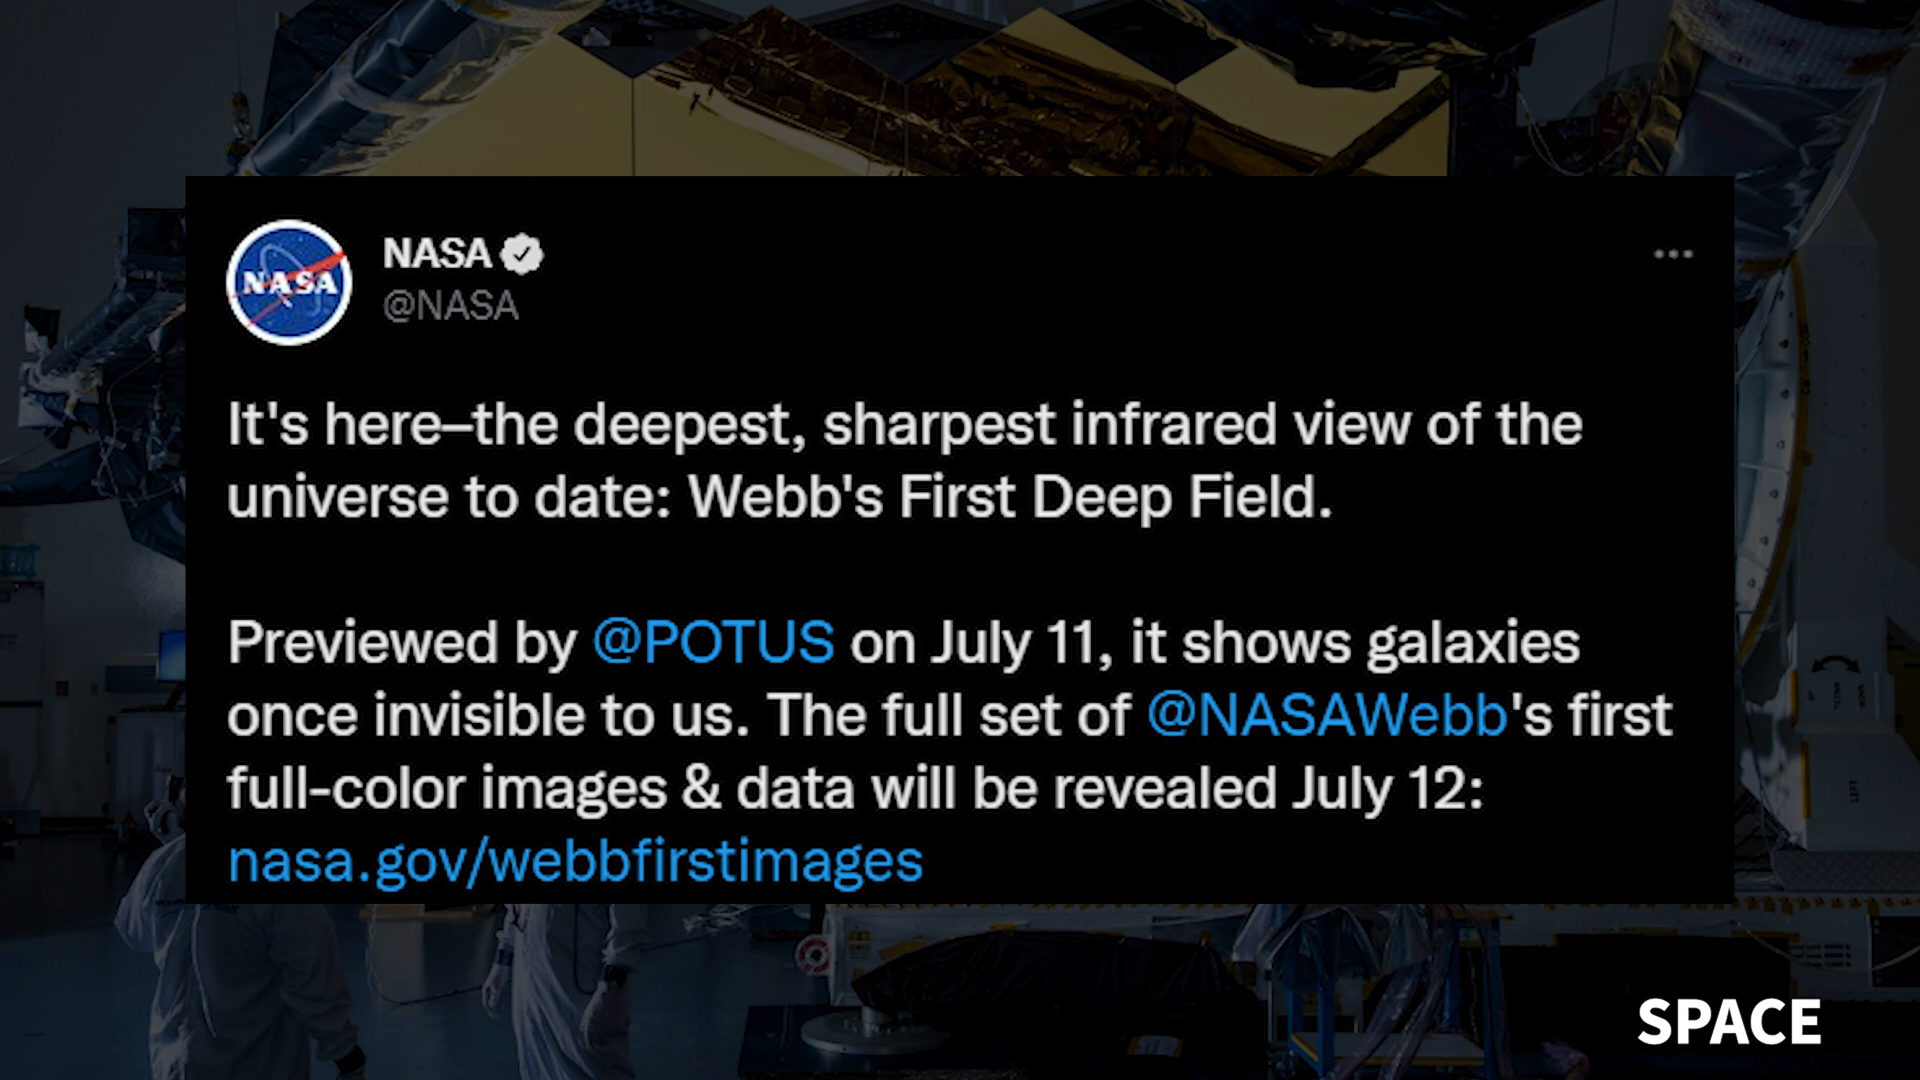 NASA
@NASA
NASA
It's here–the deepest, sharpest infrared view of the
universe to date: Webb's First Deep Field.
Previewed by @POTUS on July 11, it shows galaxies
once invisible to us. The full set of @NASAWebb's first
full-color images & data will be revealed July 12:
nasa.gov/webbfirstimages
LEFT
SPACE